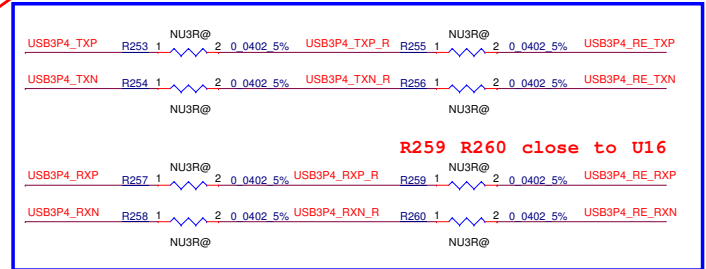 NU3R@ NU3R@
USB3P4_TXP R253 1 2 0_0402_5% USB3P4_TXP_R R255 1 2 0_0402_5% USB3P4_RE_TXP
USB3P4_TXN R254 1 2 0_0402_5% USB3P4_TXN_R R256 1 2 0_0402_5% USB3P4_RE_TXN
NU3R@ NU3R@
R259 R260 close to U16
NU3R@ NU3R@
USB3P4_RXP R257 1 2 0_0402_5% USB3P4_RXP_R R259 1 2 0_0402_5% USB3P4_RE_RXP
USB3P4_RXN R258 1 2 0_0402_5% USB3P4_RXN_R R260 1 2 0_0402_5% USB3P4_RE_RXN
NU3R@ NU3R@